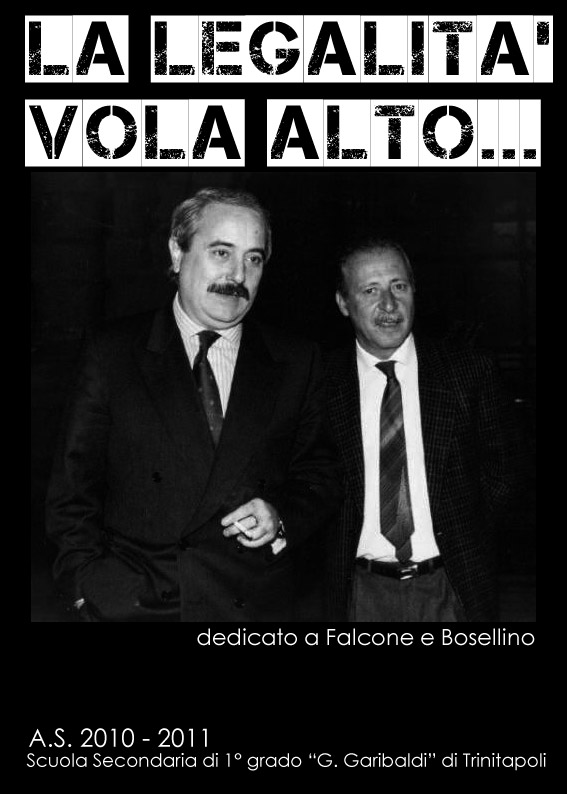 LA LEGALITA'
VOLA ALTO...
dedicato a Falcone e Bosellino
A.S. 2010 - 2011
Scuola Secondaria di 1° grado “G. Garibaldi” di Trinitapoli